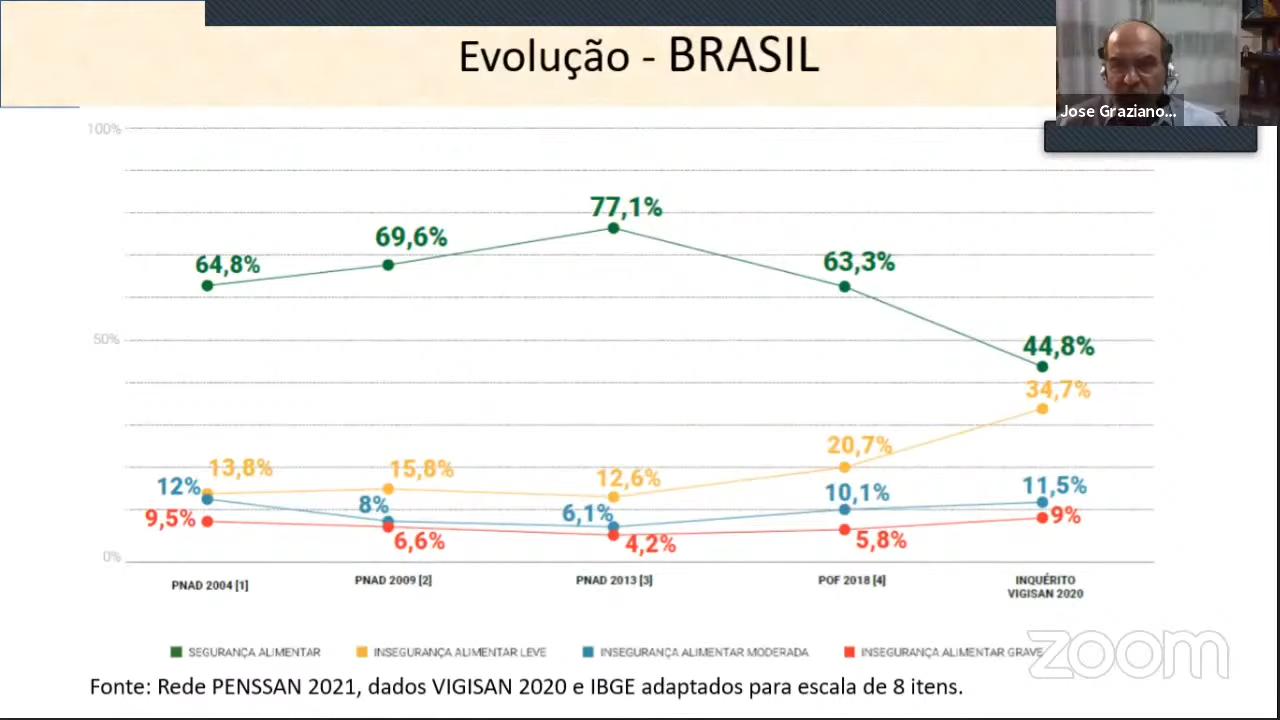 Evolução - BRASIL
Jose Graziano...
100%
77,1%
69,6%
64,8%
63,3%
50%
44,8%
34,7%
20,7%
13,8%
15,8%
12,6%
12%
8%
6,1%
10,1%
11,5%
9,5%
6,6%
4,2%
5,8%
9%
0%
PNAD 2004 [1]
PNAD 2009 [2]
PNAD 2013 [3]
POF 2018 [4]
INQUÉRITO
VIGISAN 2020
SEGURANÇA ALIMENTAR
INSEGURANÇA ALIMENTAR LEVE
INSEGURANÇA ALIMENTAR MODERADA
INSEGURANÇA ALIMENTAR GRAVE
zoom
Fonte: Rede PENSSAN 2021, dados VIGISAN 2020 e IBGE adaptados para escala de 8 itens.